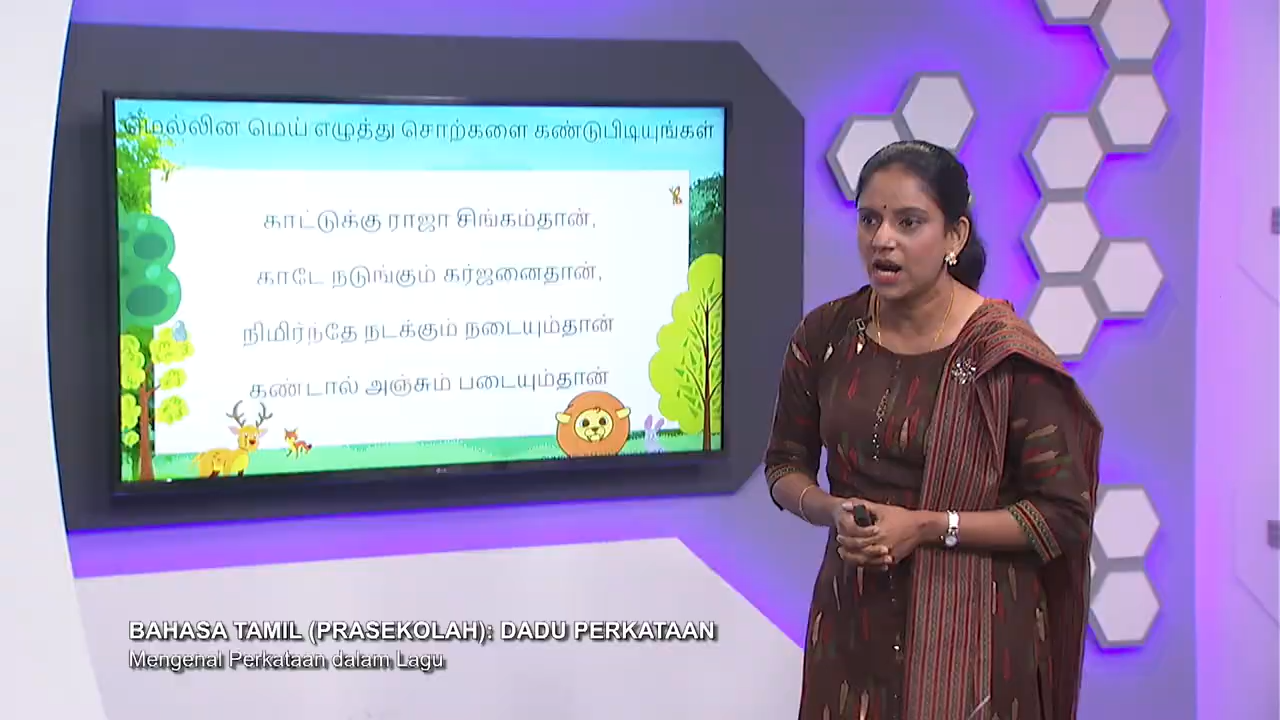 மெல்லின மெய் எழுத்து சொற்களை கண்டுபிடியுங்கள்
காட்டுக்கு ராஜா சிங்கம்தான்,
காடே நடுங்கும் கர்ஜனைதான்,
நிமிர்ந்தே நடக்கும் நடையும்தான்
கண்டால் அஞ்சும் படையும்தான்
BAHASA TAMIL (PRASEKOLAH): DADU PERKATAAN
Mengenal Perkataan dalam Lagu